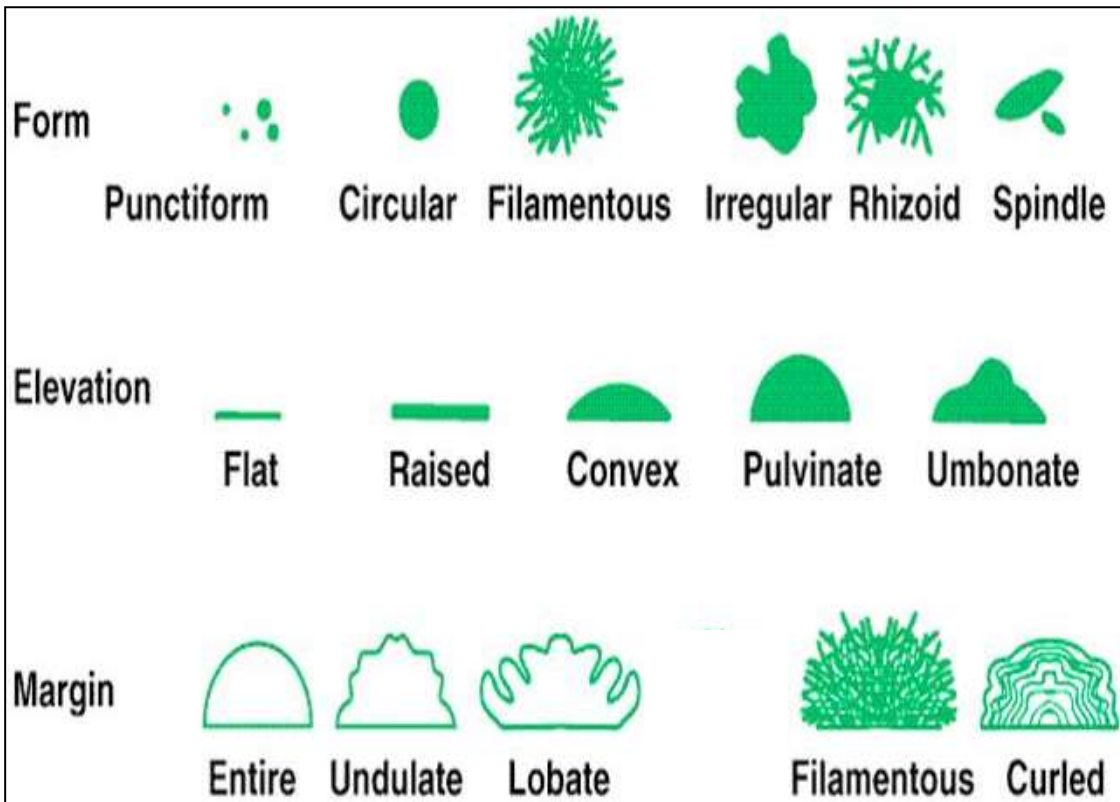 Form
Punctiform Circular Filamentous Irregular Rhizoid Spindle
Elevation
Flat Raised Convex Pulvinate Umbonate
Margin
Entire Undulate Lobate Filamentous Curled